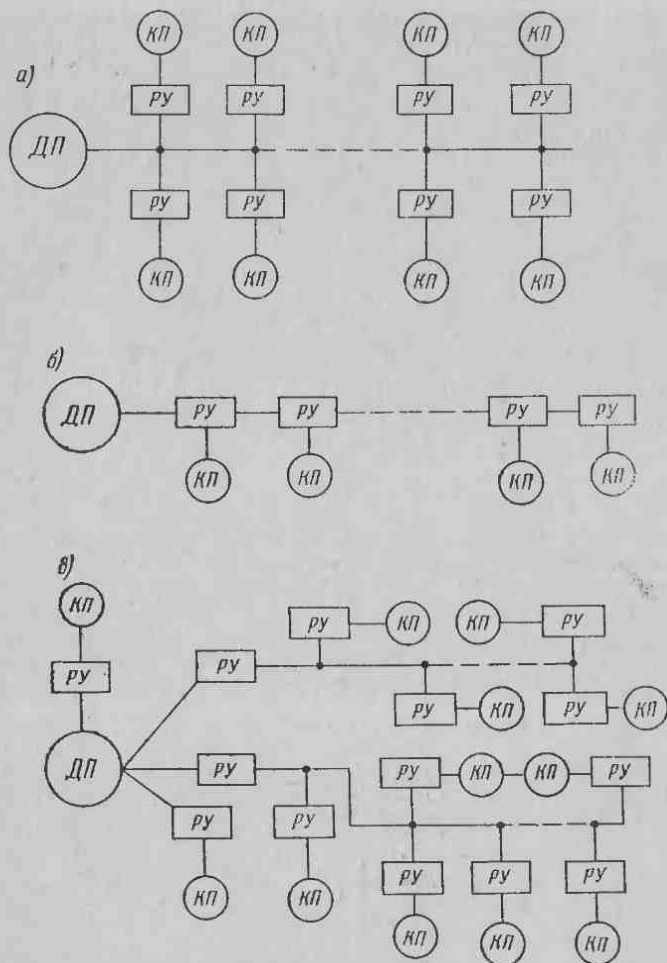 КП КП КП КП
а)
РУ РУ РУ РУ
ДП
РУ РУ РУ РУ
КП КП КП КП
б)
ДП РУ РУ РУ РУ
КП КП КП КП
в)
КП
РУ КП КП РУ
РУ РУ
РУ КП РУ КП
ДП РУ РУ КП КП РУ
РУ РУ
РУ РУ РУ
КП КП
КП КП КП